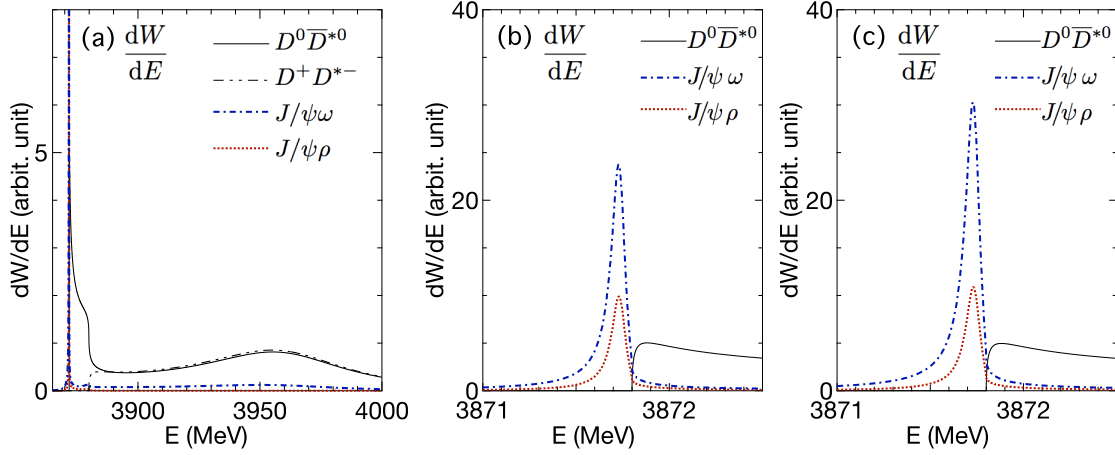 (a) dW/dE
D⁰D̅*⁰
D⁺D*⁻
J/ψω
J/ψρ
5
0
3900 3950 4000
E (MeV)
dW/dE (arbit. unit)
(b) dW/dE
D⁰D̅*⁰
J/ψ ω
J/ψ ρ
40
20
0
3871 3872
E (MeV)
dW/dE (arbit. unit)
(c) dW/dE
D⁰D̅*⁰
J/ψ ω
J/ψ ρ
40
20
0
3871 3872
E (MeV)
dW/dE (arbit. unit)